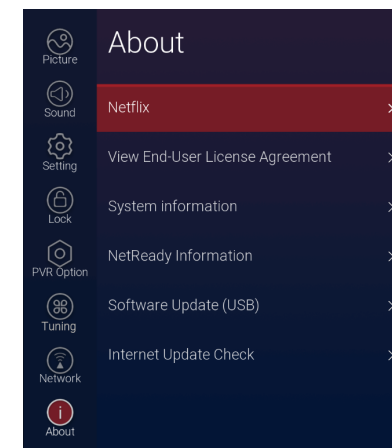 About
Picture
Netflix
Sound
View End-User License Agreement
Setting
System information
Lock
NetReady Information
PVR Option
Software Update (USB)
Tuning
Internet Update Check
Network
i
About